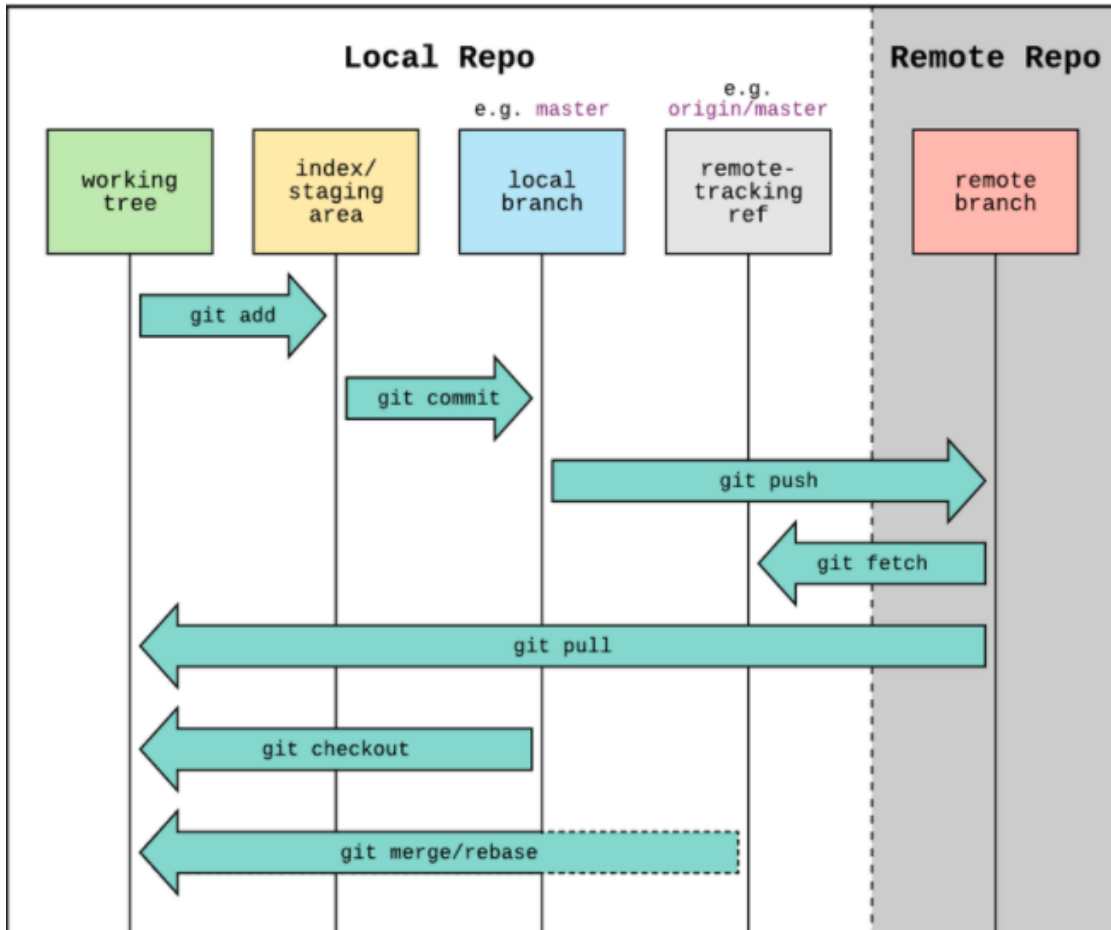 Local Repo
Remote Repo
e.g. master
e.g.
origin/master
working
tree
index/
staging
area
local
branch
remote-
tracking
ref
remote
branch
git add
git commit
git push
git fetch
git pull
git checkout
git merge/rebase